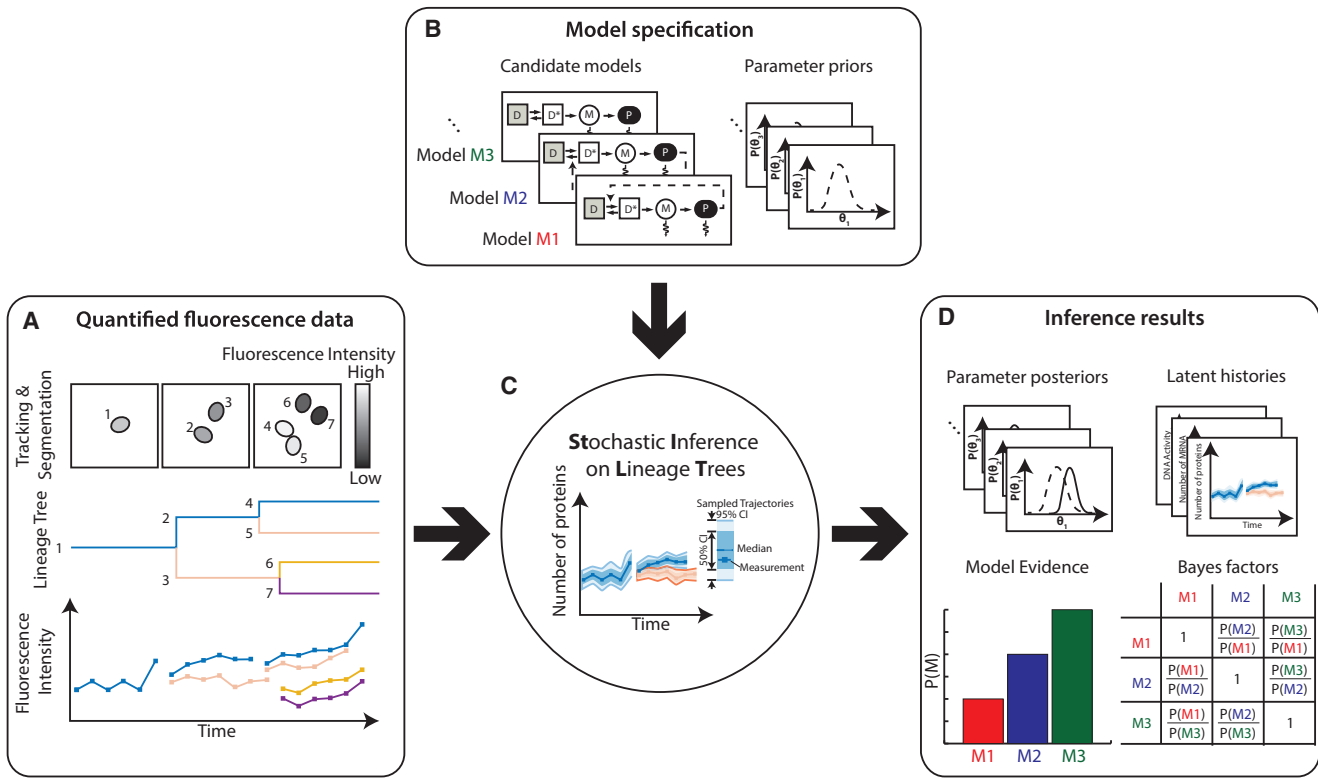 B
Model specification
Candidate models
Parameter priors
D D* M P
D D* M P
D D* M P
Model M3
Model M2
Model M1
P(θ3)
P(θ2)
P(θ1)
θ1
A
Quantified fluorescence data
Fluorescence Intensity
High
Low
Tracking &
Segmentation
1
2
3
4
5
6
7
Lineage Tree
1
2
3
4
5
6
7
Fluorescence
Intensity
Time
C
Stochastic Inference
on Lineage Trees
Number of proteins
Time
Sampled Trajectories
95% CI
50% CI
Median
Measurement
D
Inference results
Parameter posteriors
Latent histories
P(θ3)
P(θ2)
P(θ1)
θ1
DNA Activity
Number of MRNA
Number of proteins
Time
Model Evidence
P(M)
M1 M2 M3
Bayes factors
M1 M2 M3
M1 1 P(M2)/P(M1) P(M3)/P(M1)
M2 P(M1)/P(M2) 1 P(M3)/P(M2)
M3 P(M1)/P(M3) P(M2)/P(M3) 1